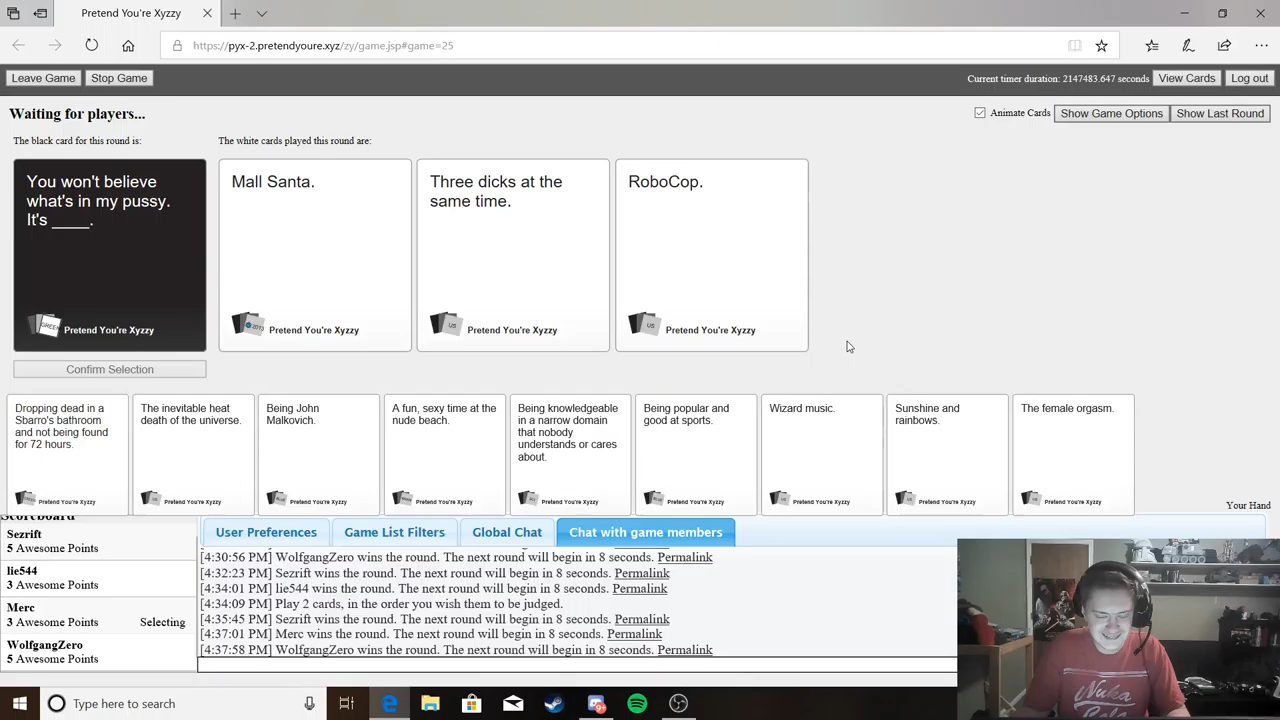 Pretend You're Xyzzy
https://pyx-2.pretendyoure.xyz/zy/game.jsp#game=25
Leave Game
Stop Game
Current timer duration: 2147483.647 seconds
View Cards
Log out
Waiting for players...
Animate Cards
Show Game Options
Show Last Round
The black card for this round is:
The white cards played this round are:
You won't believe
what's in my pussy.
It's ____.
GREEN
Pretend You're Xyzzy
Mall Santa.
2013
Pretend You're Xyzzy
Three dicks at the
same time.
US
Pretend You're Xyzzy
RoboCop.
US
Pretend You're Xyzzy
Confirm Selection
Dropping dead in a
Sbarro's bathroom
and not being found
for 72 hours.
Pretend You're Xyzzy
The inevitable heat
death of the universe.
Pretend You're Xyzzy
Being John
Malkovich.
Pretend You're Xyzzy
A fun, sexy time at the
nude beach.
Pretend You're Xyzzy
Being knowledgeable
in a narrow domain
that nobody
understands or cares
about.
Pretend You're Xyzzy
Being popular and
good at sports.
Pretend You're Xyzzy
Wizard music.
Pretend You're Xyzzy
Sunshine and
rainbows.
Pretend You're Xyzzy
The female orgasm.
Pretend You're Xyzzy
Your Hand
Scoreboard
Sezrift
5 Awesome Points
lie544
3 Awesome Points
Merc
3 Awesome Points
Selecting
WolfgangZero
5 Awesome Points
User Preferences
Game List Filters
Global Chat
Chat with game members
[4:30:56 PM] WolfgangZero wins the round. The next round will begin in 8 seconds. Permalink
[4:32:23 PM] Sezrift wins the round. The next round will begin in 8 seconds. Permalink
[4:34:01 PM] lie544 wins the round. The next round will begin in 8 seconds. Permalink
[4:34:09 PM] Play 2 cards, in the order you wish them to be judged.
[4:35:45 PM] Sezrift wins the round. The next round will begin in 8 seconds. Permalink
[4:37:01 PM] Merc wins the round. The next round will begin in 8 seconds. Permalink
[4:37:58 PM] WolfgangZero wins the round. The next round will begin in 8 seconds. Permalink
Nuka
Type here to search